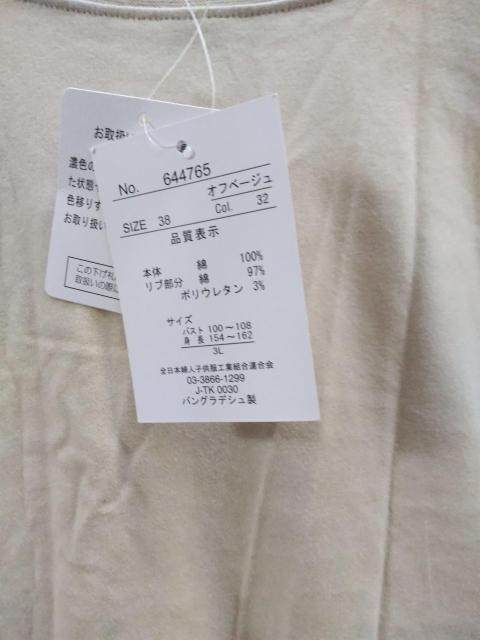 お取扱い
濃色の
た状態
色移りす
お取り扱い
この下げ札
取扱いの際に
No. 644765
オフベージュ
SIZE 38 Col. 32
品質表示
本体 綿 100%
リブ部分 綿 97%
ポリウレタン 3%
サイズ
バスト 100～108
身長 154～162
3L
全日本婦人子供服工業組合連合会
03-3866-1299
J-TK 0030
バングラデシュ製